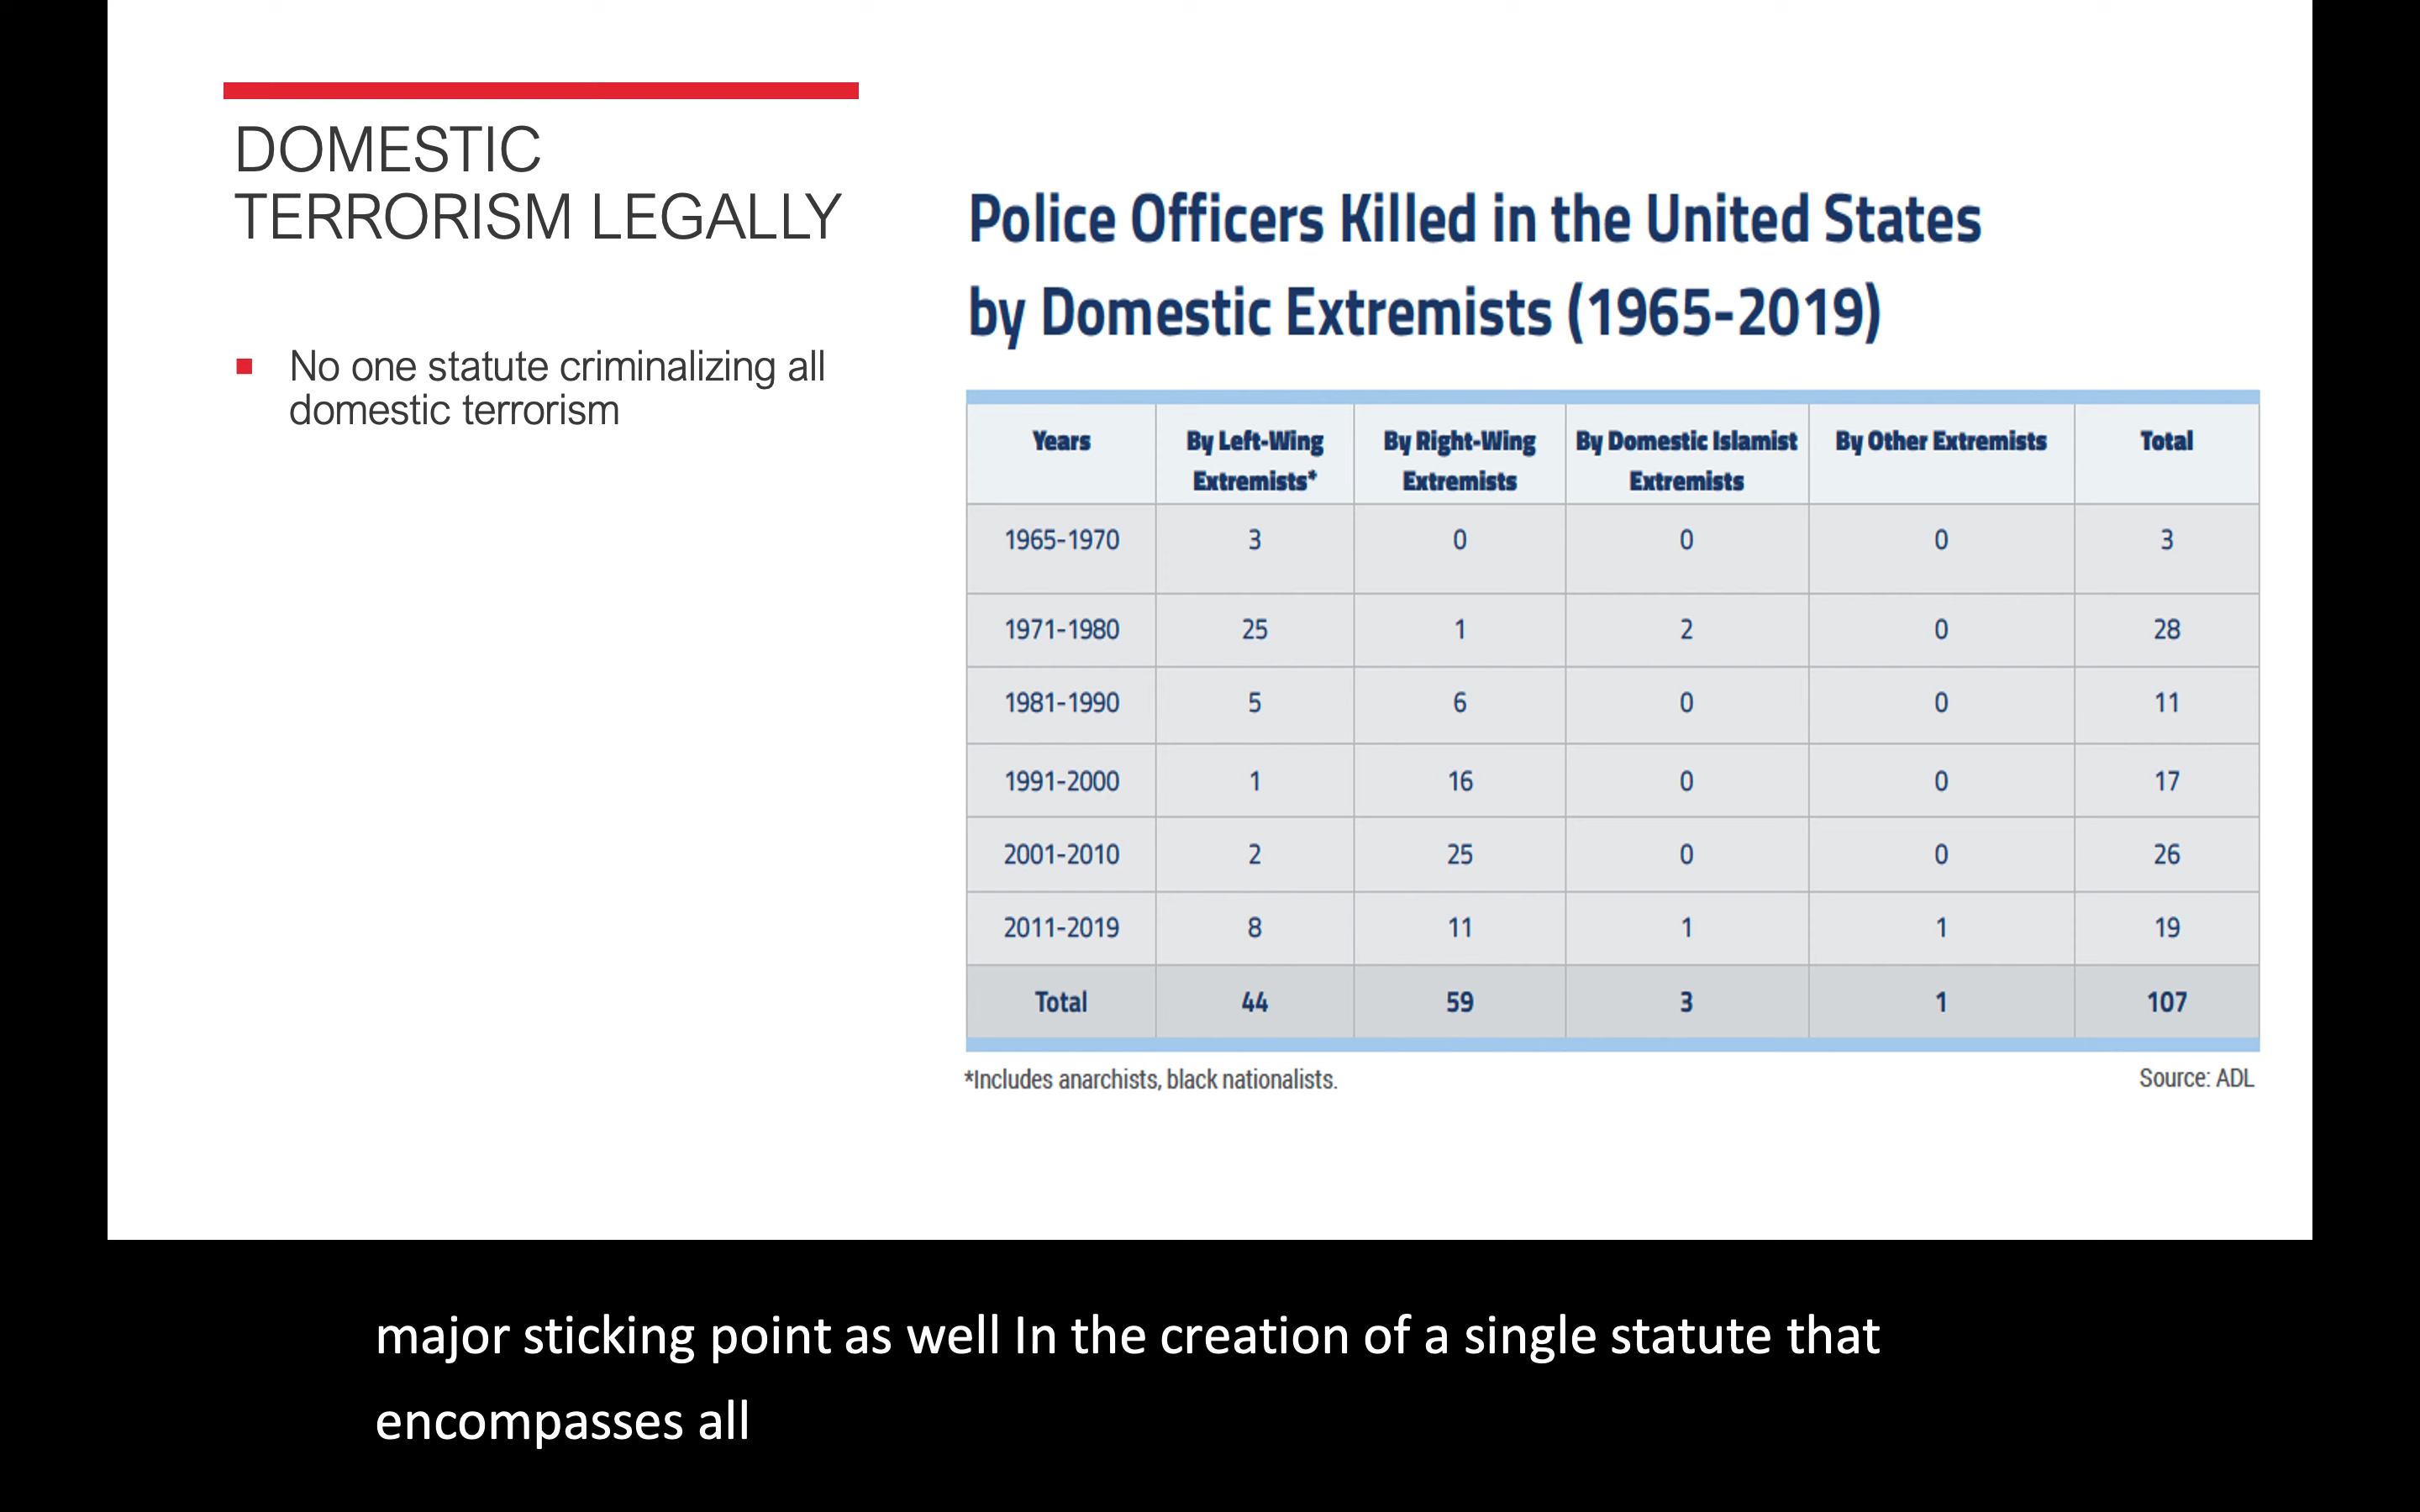 DOMESTIC
TERRORISM LEGALLY
No one statute criminalizing all
domestic terrorism
Police Officers Killed in the United States
by Domestic Extremists (1965-2019)
Years By Left-Wing Extremists* By Right-Wing Extremists By Domestic Islamist Extremists By Other Extremists Total
1965-1970 3 0 0 0 3
1971-1980 25 1 2 0 28
1981-1990 5 6 0 0 11
1991-2000 1 16 0 0 17
2001-2010 2 25 0 0 26
2011-2019 8 11 1 1 19
Total 44 59 3 1 107
*Includes anarchists, black nationalists. Source: ADL
major sticking point as well In the creation of a single statute that
encompasses all